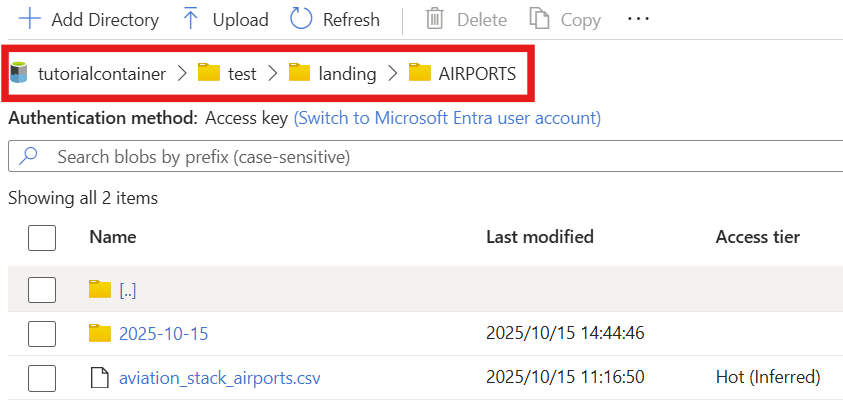 Add Directory Upload Refresh Delete Copy ...
tutorialcontainer > test > landing > AIRPORTS
Authentication method: Access key (Switch to Microsoft Entra user account)
Search blobs by prefix (case-sensitive)
Showing all 2 items
Name Last modified Access tier
[..]
2025-10-15 2025/10/15 14:44:46
aviation_stack_airports.csv 2025/10/15 11:16:50 Hot (Inferred)